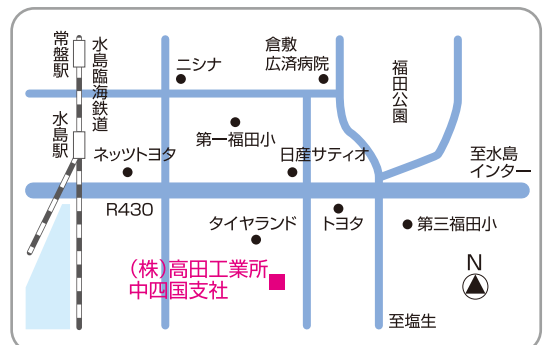 常盤駅
水島臨海鉄道
ニシナ
倉敷
広済病院
福田公園
水島駅
第一福田小
ネッツトヨタ
日産サティオ
至水島
インター
R430
タイヤランド
トヨタ
第三福田小
(株)高田工業所
中四国支社
N
至塩生